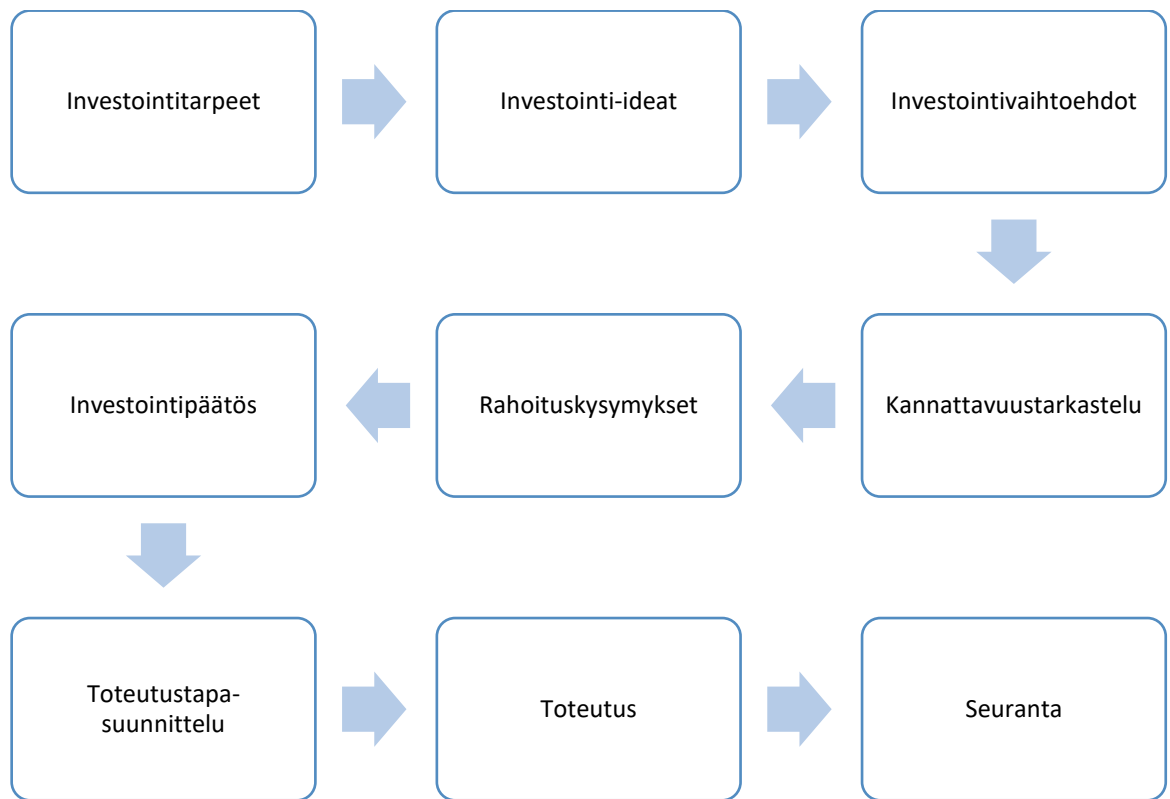 Investointitarpeet
Investointi-ideat
Investointivaihtoehdot
Kannattavuustarkastelu
Rahoituskysymykset
Investointipäätös
Toteutustapa-
suunnittelu
Toteutus
Seuranta